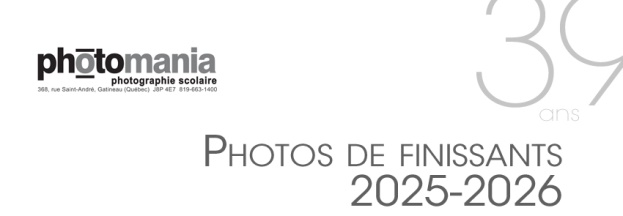 39
ans
photomania
photographie scolaire
368, rue Saint-André, Gatineau (Québec) J8P 4E7 819-663-1400
PHOTOS DE FINISSANTS
2025-2026